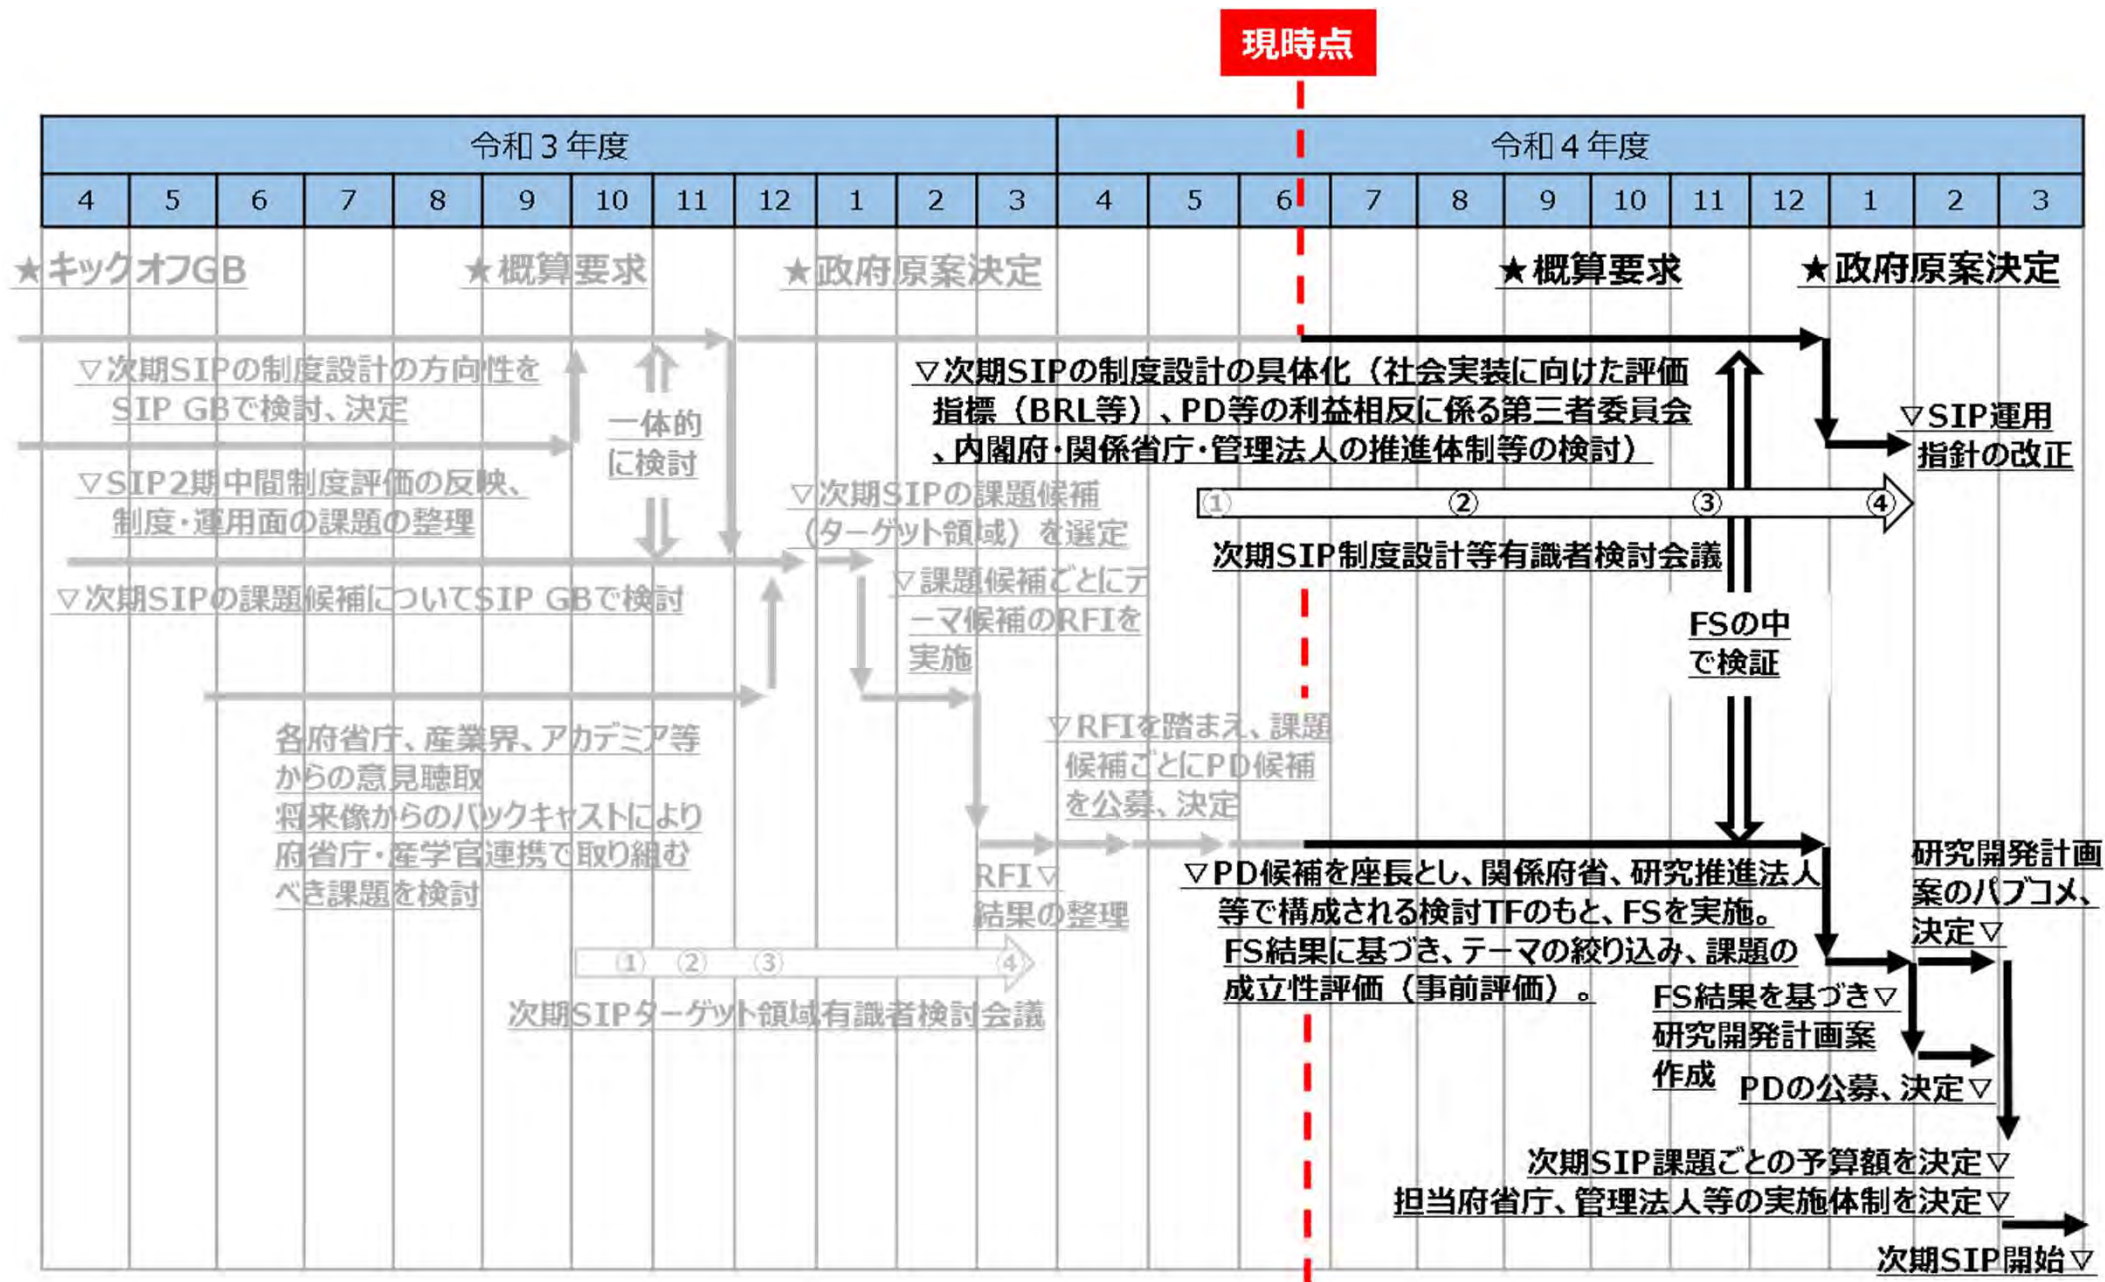 現時点
令和３年度
令和４年度
4 5 6 7 8 9 10 11 12 1 2 3 4 5 6 7 8 9 10 11 12 1 2 3
★キックオフGB
★概算要求
★政府原案決定
★概算要求
★政府原案決定
▽次期SIPの制度設計の方向性を
SIP GBで検討、決定
一体的
に検討
▽SIP2期中間制度評価の反映、
制度・運用面の課題の整理
▽次期SIPの課題候補についてSIP GBで検討
▽次期SIPの課題候補
（ターゲット領域）を選定
▽課題候補ごとにテ
ーマ候補のRFIを
実施
各府省庁、産業界、アカデミア等
からの意見聴取
将来像からのバックキャストにより
府省庁・産学官連携で取り組む
べき課題を検討
RFI▽
結果の整理
① ② ③ ④
次期SIPターゲット領域有識者検討会議
▽RFIを踏まえ、課題
候補ごとにPD候補
を公募、決定
▽次期SIPの制度設計の具体化（社会実装に向けた評価
指標（BRL等）、PD等の利益相反に係る第三者委員会
、内閣府・関係省庁・管理法人の推進体制等の検討）
▽SIP運用
指針の改正
① ② ③ ④
次期SIP制度設計等有識者検討会議
FSの中
で検証
▽PD候補を座長とし、関係府省、研究推進法人
等で構成される検討TFのもと、FSを実施。
FS結果に基づき、テーマの絞り込み、課題の
成立性評価（事前評価）。
研究開発計画
案のパブコメ、
決定▽
FS結果を基づき▽
研究開発計画案
作成
PDの公募、決定▽
次期SIP課題ごとの予算額を決定▽
担当府省庁、管理法人等の実施体制を決定▽
次期SIP開始▽